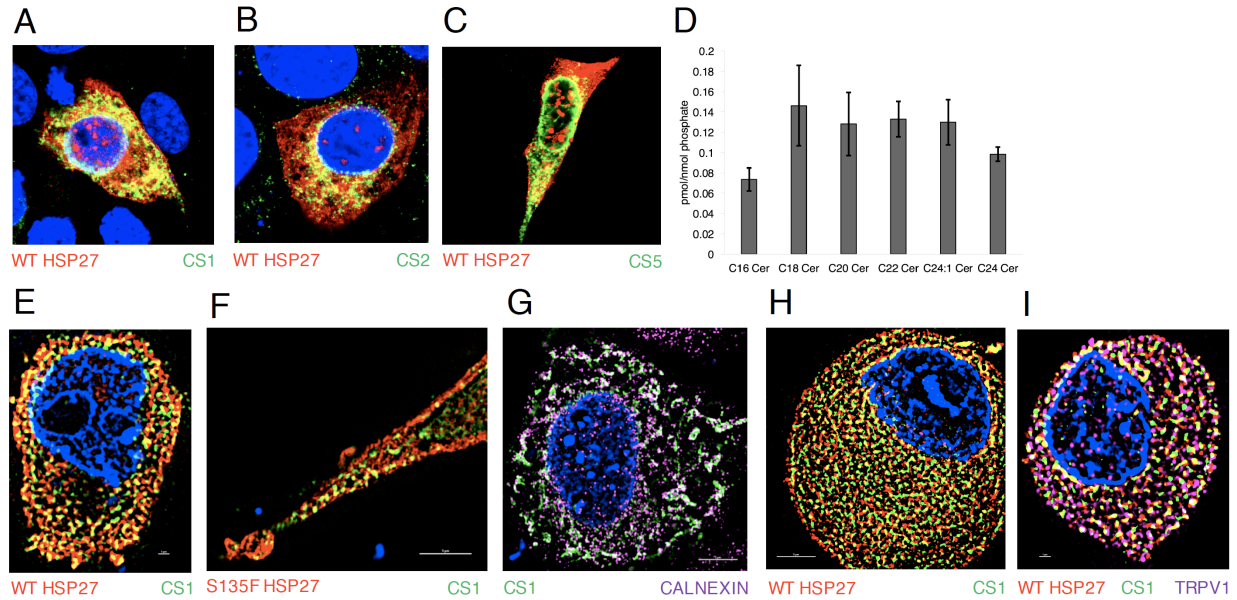 A
B
C
D
WT HSP27 CS1
WT HSP27 CS2
WT HSP27 CS5
pmol/nmol phosphate
0.2
0.18
0.16
0.14
0.12
0.1
0.08
0.06
0.04
0.02
0
C16 Cer C18 Cer C20 Cer C22 Cer C24:1 Cer C24 Cer
E
F
G
H
I
WT HSP27 CS1
S135F HSP27 CS1
CS1 CALNEXIN
WT HSP27 CS1
WT HSP27 CS1 TRPV1